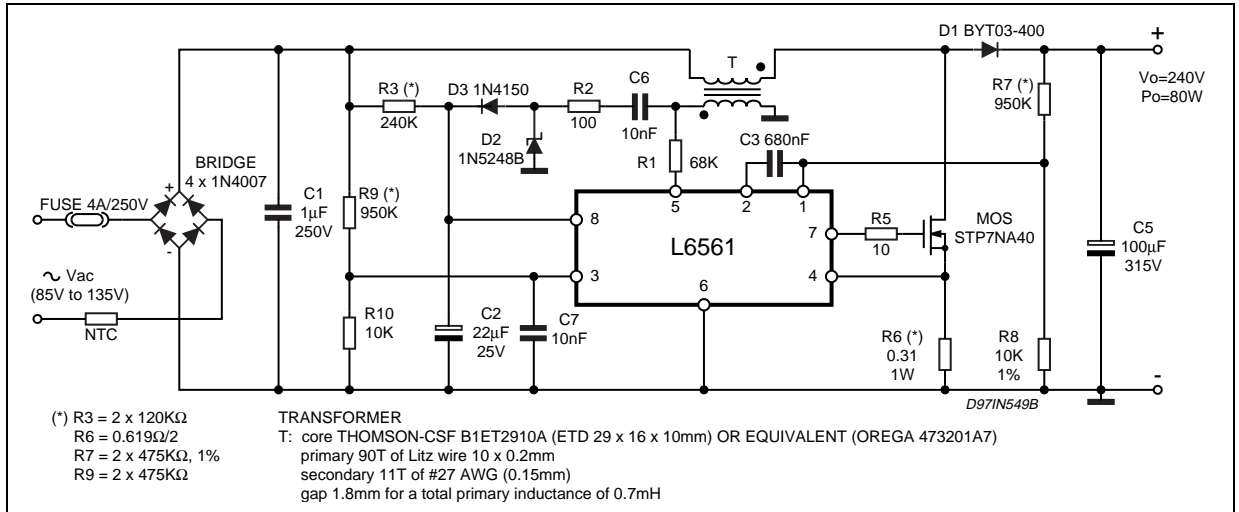 D1 BYT03-400
+
T
Vo=240V
Po=80W
R7 (*)
950K
R3 (*)
240K
D3 1N4150
R2
100
C6
10nF
D2
1N5248B
C3 680nF
R1
68K
BRIDGE
4 x 1N4007
+
-
FUSE 4A/250V
C1
1µF
250V
R9 (*)
950K
5
2
1
8
7
3
4
6
L6561
R5
10
MOS
STP7NA40
C5
100µF
315V
~ Vac
(85V to 135V)
NTC
R10
10K
C2
22µF
25V
C7
10nF
R6 (*)
0.31
1W
R8
10K
1%
-
D97IN549B
(*) R3 = 2 x 120KΩ
R6 = 0.619Ω/2
R7 = 2 x 475KΩ, 1%
R9 = 2 x 475KΩ
TRANSFORMER
T: core THOMSON-CSF B1ET2910A (ETD 29 x 16 x 10mm) OR EQUIVALENT (OREGA 473201A7)
primary 90T of Litz wire 10 x 0.2mm
secondary 11T of #27 AWG (0.15mm)
gap 1.8mm for a total primary inductance of 0.7mH